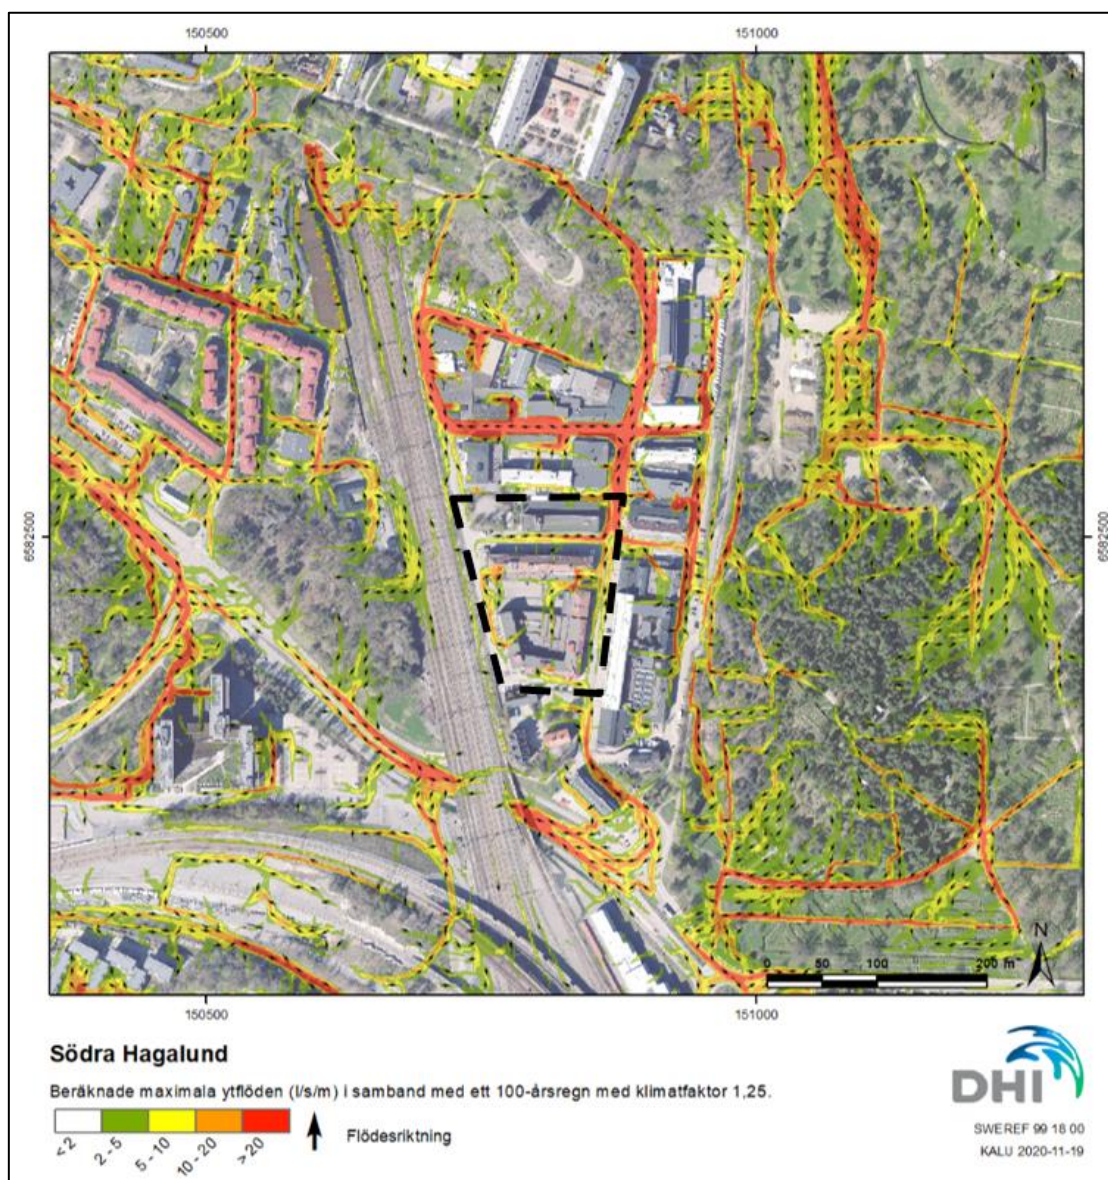 150500 151000
6582500 6582500
N
0 50 100 200 m
150500 151000
Södra Hagalund
Beräknade maximala ytflöden (l/s/m) i samband med ett 100-årsregn med klimatfaktor 1,25.
< 2 2 - 5 5 - 10 10 - 20 > 20
Flödesriktning
DHI
SWEREF 99 18 00
KALU 2020-11-19